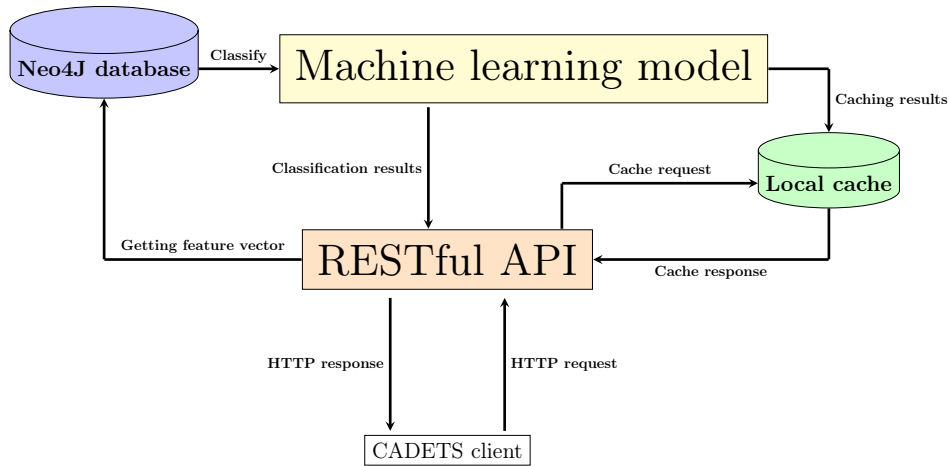 Classify
Neo4J database
Machine learning model
Caching results
Classification results
Cache request
Local cache
Getting feature vector
RESTful API
Cache response
HTTP response
HTTP request
CADETS client